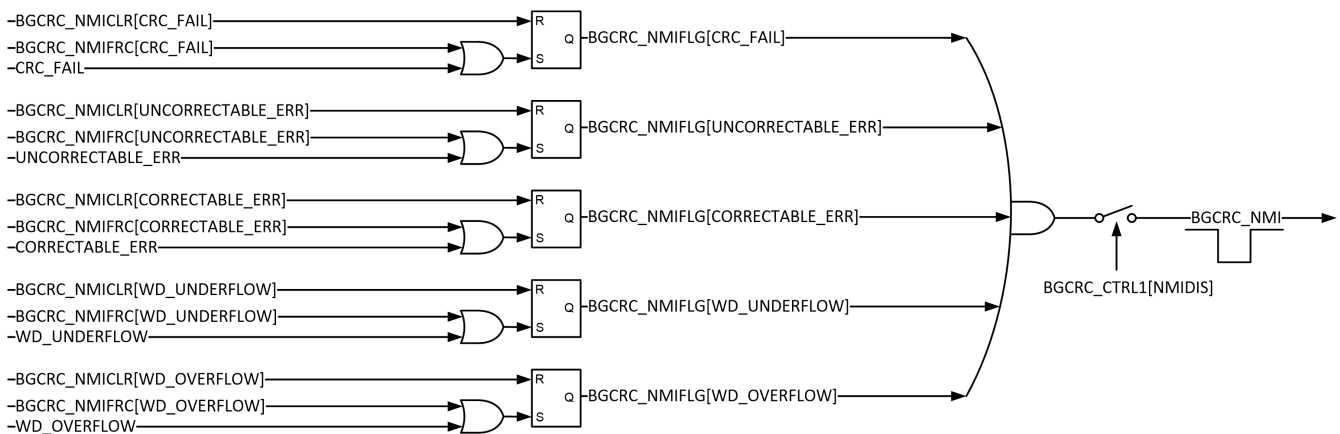 BGCRC_NMICLR[CRC_FAIL]
R
BGCRC_NMIFRC[CRC_FAIL]
Q
BGCRC_NMIFLG[CRC_FAIL]
CRC_FAIL
S
BGCRC_NMICLR[UNCORRECTABLE_ERR]
R
BGCRC_NMIFRC[UNCORRECTABLE_ERR]
Q
BGCRC_NMIFLG[UNCORRECTABLE_ERR]
UNCORRECTABLE_ERR
S
BGCRC_NMICLR[CORRECTABLE_ERR]
R
BGCRC_NMIFRC[CORRECTABLE_ERR]
Q
BGCRC_NMIFLG[CORRECTABLE_ERR]
CORRECTABLE_ERR
S
BGCRC_NMI
BGCRC_CTRL1[NMIDIS]
BGCRC_NMICLR[WD_UNDERFLOW]
R
BGCRC_NMIFRC[WD_UNDERFLOW]
Q
BGCRC_NMIFLG[WD_UNDERFLOW]
WD_UNDERFLOW
S
BGCRC_NMICLR[WD_OVERFLOW]
R
BGCRC_NMIFRC[WD_OVERFLOW]
Q
BGCRC_NMIFLG[WD_OVERFLOW]
WD_OVERFLOW
S